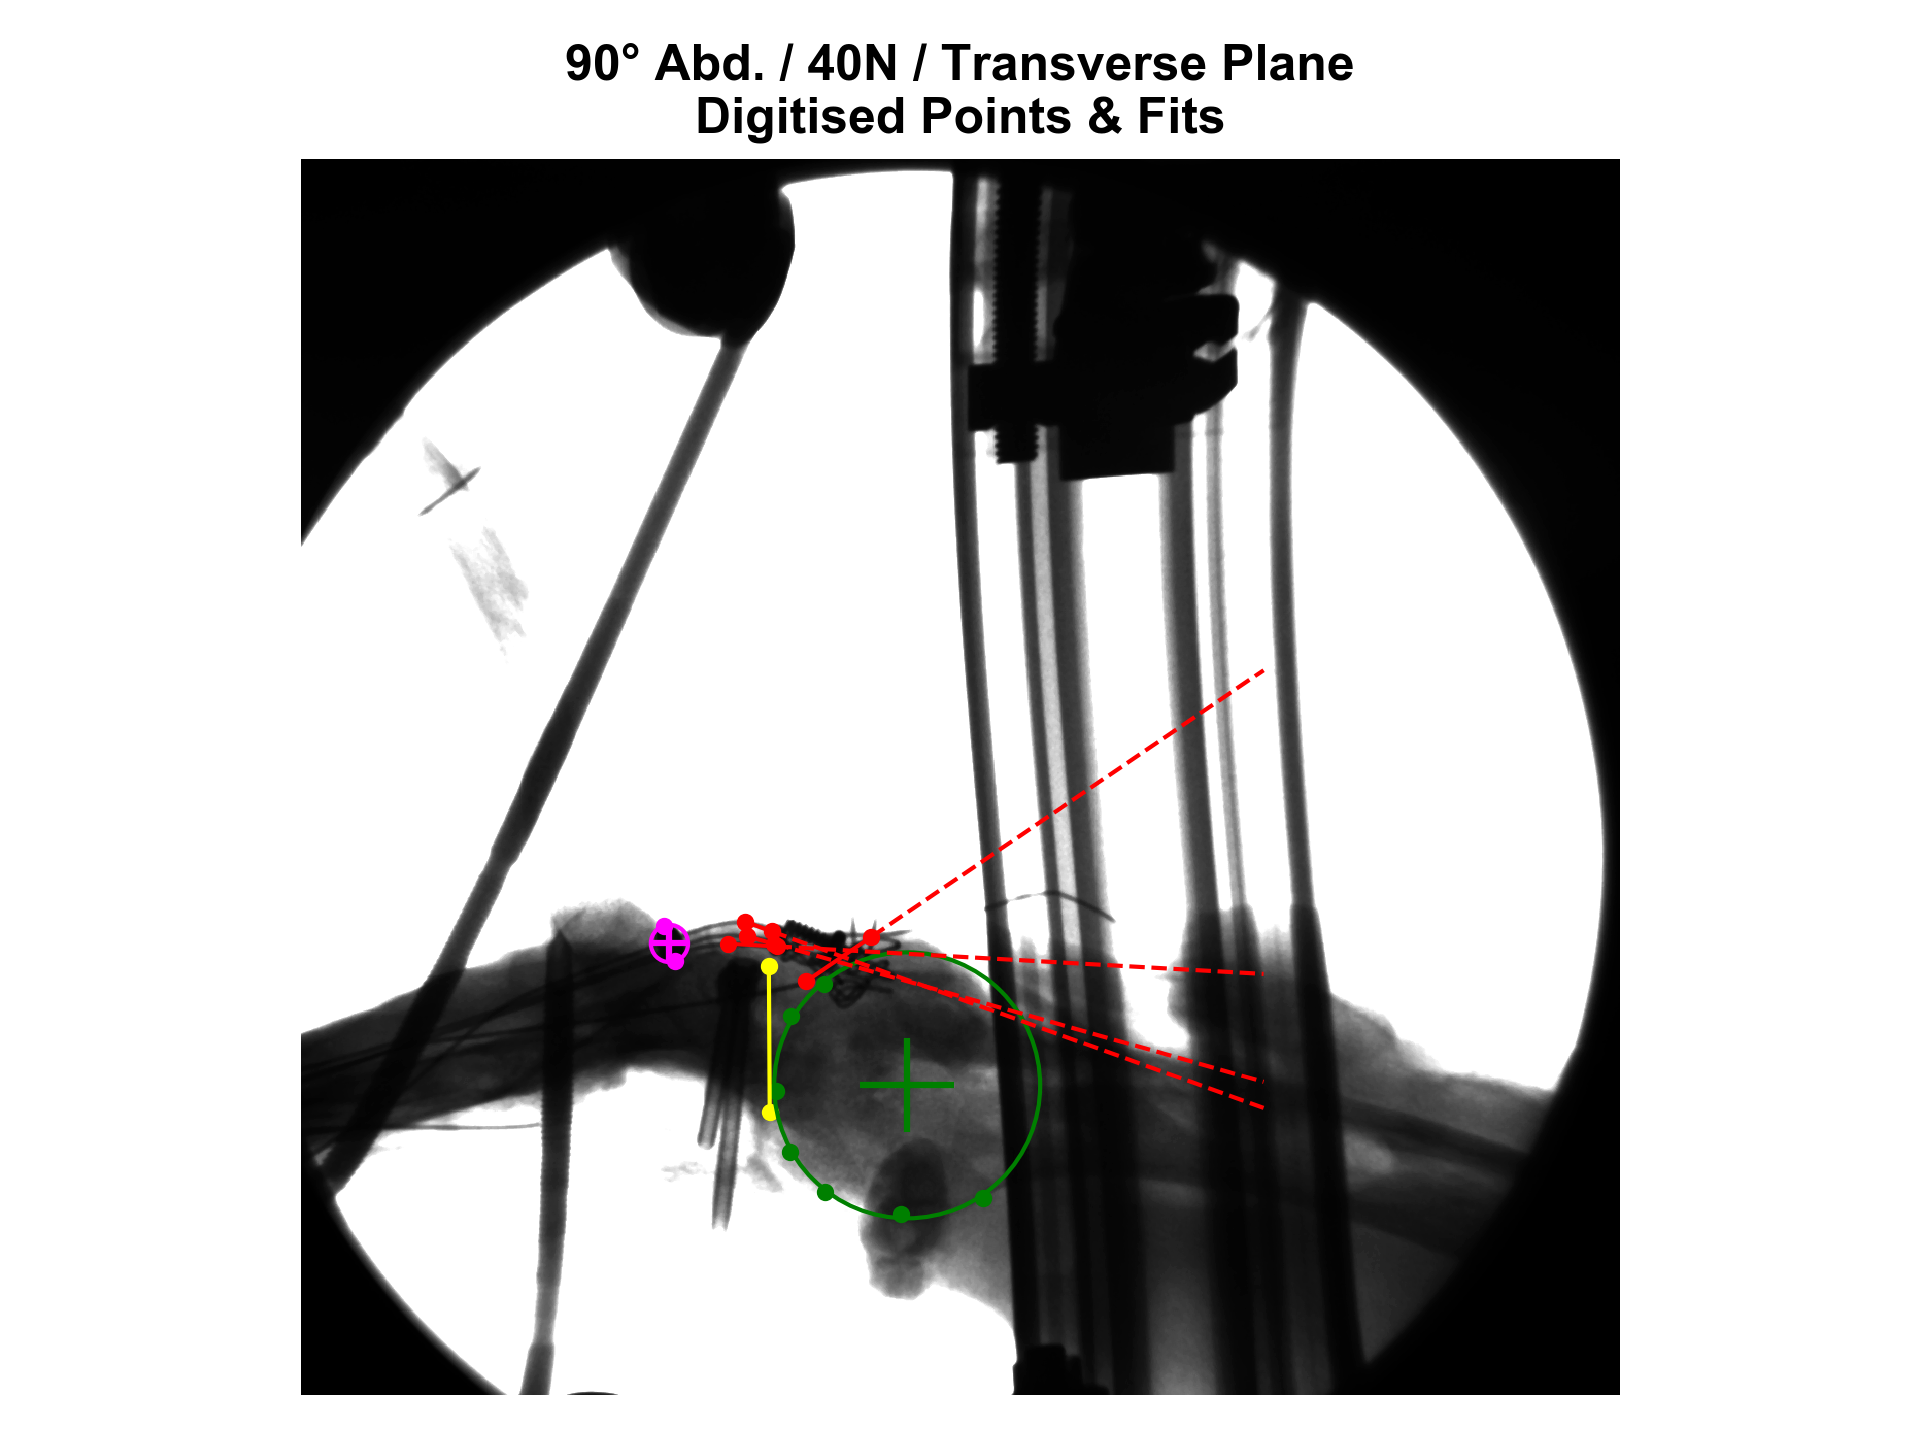 90° Abd. / 40N / Transverse Plane
Digitised Points & Fits